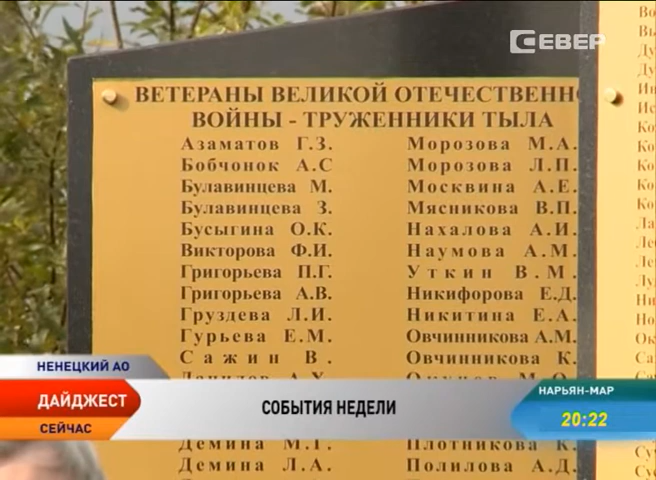 СЕВЕР
ВЕТЕРАНЫ ВЕЛИКОЙ ОТЕЧЕСТВЕНН
ВОЙНЫ - ТРУЖЕННИКИ ТЫЛА
АЗАМАТОВ Г.З.
БОБЧОНОК А.С
БУЛАВИНЦЕВА М.
БУЛАВИНЦЕВА З.
БУСЫГИНА О.К.
ВИКТОРОВА Ф.И.
ГРИГОРЬЕВА П.Г.
ГРИГОРЬЕВА А.В.
ГРУЗДЕВА Л.И.
ГУРЬЕВА Е.М.
САЖИН В.
ДЕМИНА М.Г.
ДЕМИНА Л.А.
МОРОЗОВА М.А.
МОРОЗОВА Л.П.
МОСКВИНА А.Е.
МЯСНИКОВА В.П.
НАХАЛОВА А.И.
НАУМОВА А.М.
УТКИН В.М.
НИКИФОРОВА Е.Д.
НИКИТИНА Е.А.
ОВЧИННИКОВА А.М.
ОВЧИННИКОВА К.
ПЛОТНИКОВА К.
ПОЛИЛОВА А.Д.
НЕНЕЦКИЙ АО
ДАЙДЖЕСТ
СЕЙЧАС
СОБЫТИЯ НЕДЕЛИ
НАРЬЯН-МАР
20:22